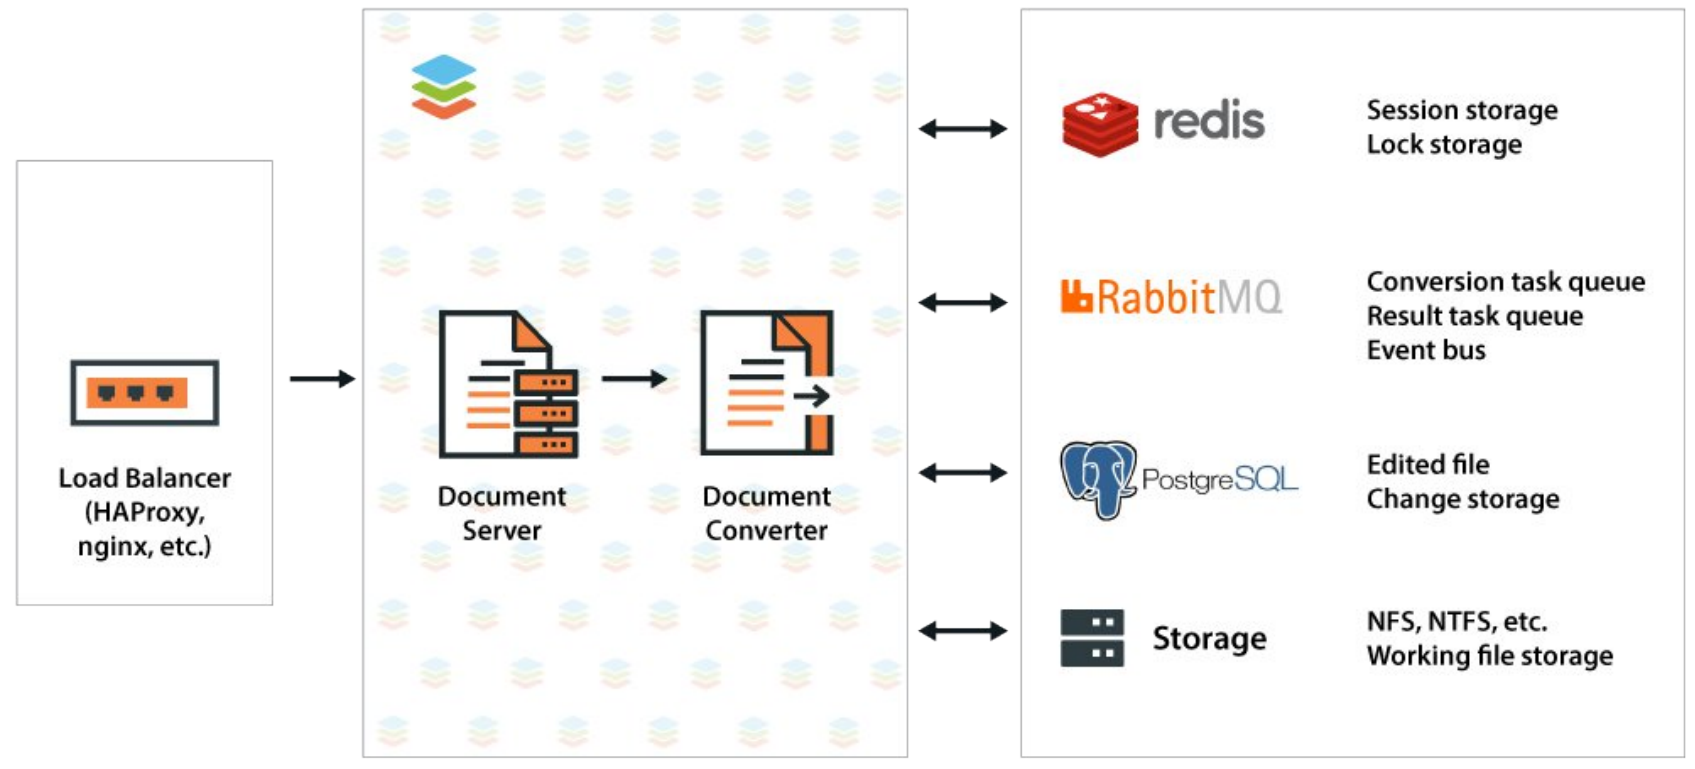 Load Balancer
(HAProxy,
nginx, etc.)
Document
Server
Document
Converter
redis
Session storage
Lock storage
RabbitMQ
Conversion task queue
Result task queue
Event bus
PostgreSQL
Edited file
Change storage
Storage
NFS, NTFS, etc.
Working file storage